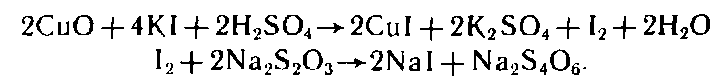 2CuO+4KI+2H₂SO₄→2CuI+2K₂SO₄+I₂+2H₂O
I₂+2Na₂S₂O₃→2NaI+Na₂S₄O₆.